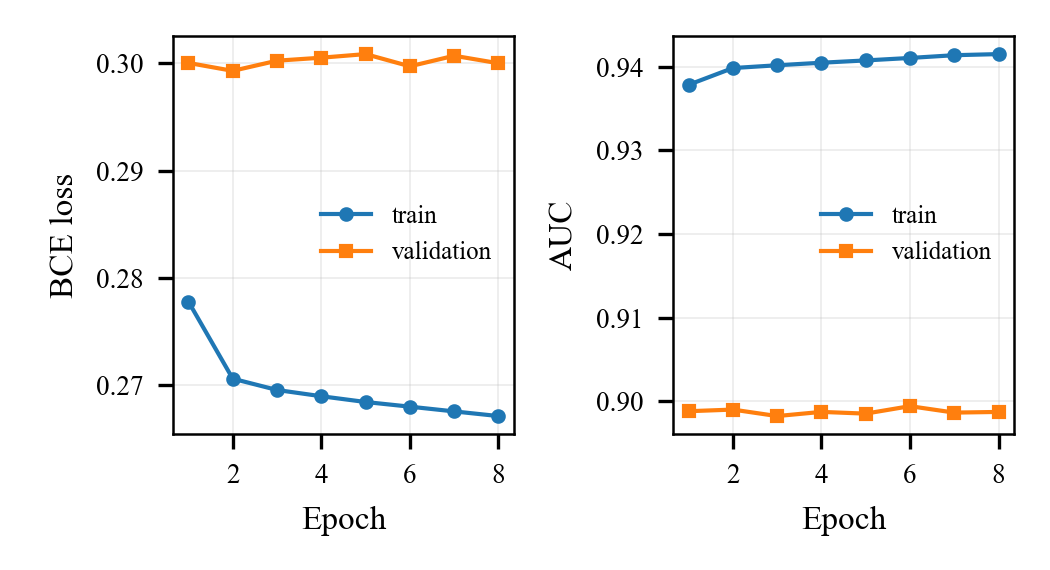 BCE loss
0.30
0.29
0.28
0.27
train
validation
2 4 6 8
Epoch
AUC
0.94
0.93
0.92
0.91
0.90
train
validation
2 4 6 8
Epoch